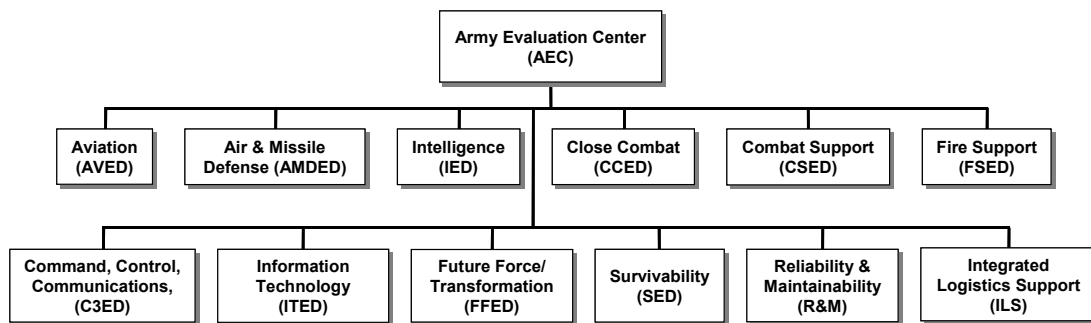 Army Evaluation Center
(AEC)
Aviation
(AVED)
Air & Missile
Defense (AMDED)
Intelligence
(IED)
Close Combat
(CCED)
Combat Support
(CSED)
Fire Support
(FSED)
Command, Control,
Communications,
(C3ED)
Information
Technology
(ITED)
Future Force/
Transformation
(FFED)
Survivability
(SED)
Reliability &
Maintainability
(R&M)
Integrated
Logistics Support
(ILS)